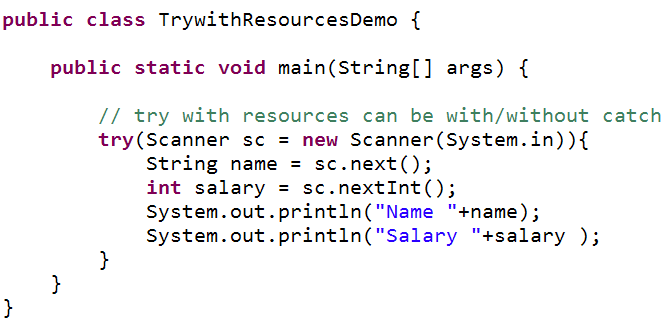 public class TrywithResourcesDemo {
public static void main(String[] args) {
// try with resources can be with/without catch
try(Scanner sc = new Scanner(System.in)){
String name = sc.next();
int salary = sc.nextInt();
System.out.println("Name "+name);
System.out.println("Salary "+salary );
}
}
}